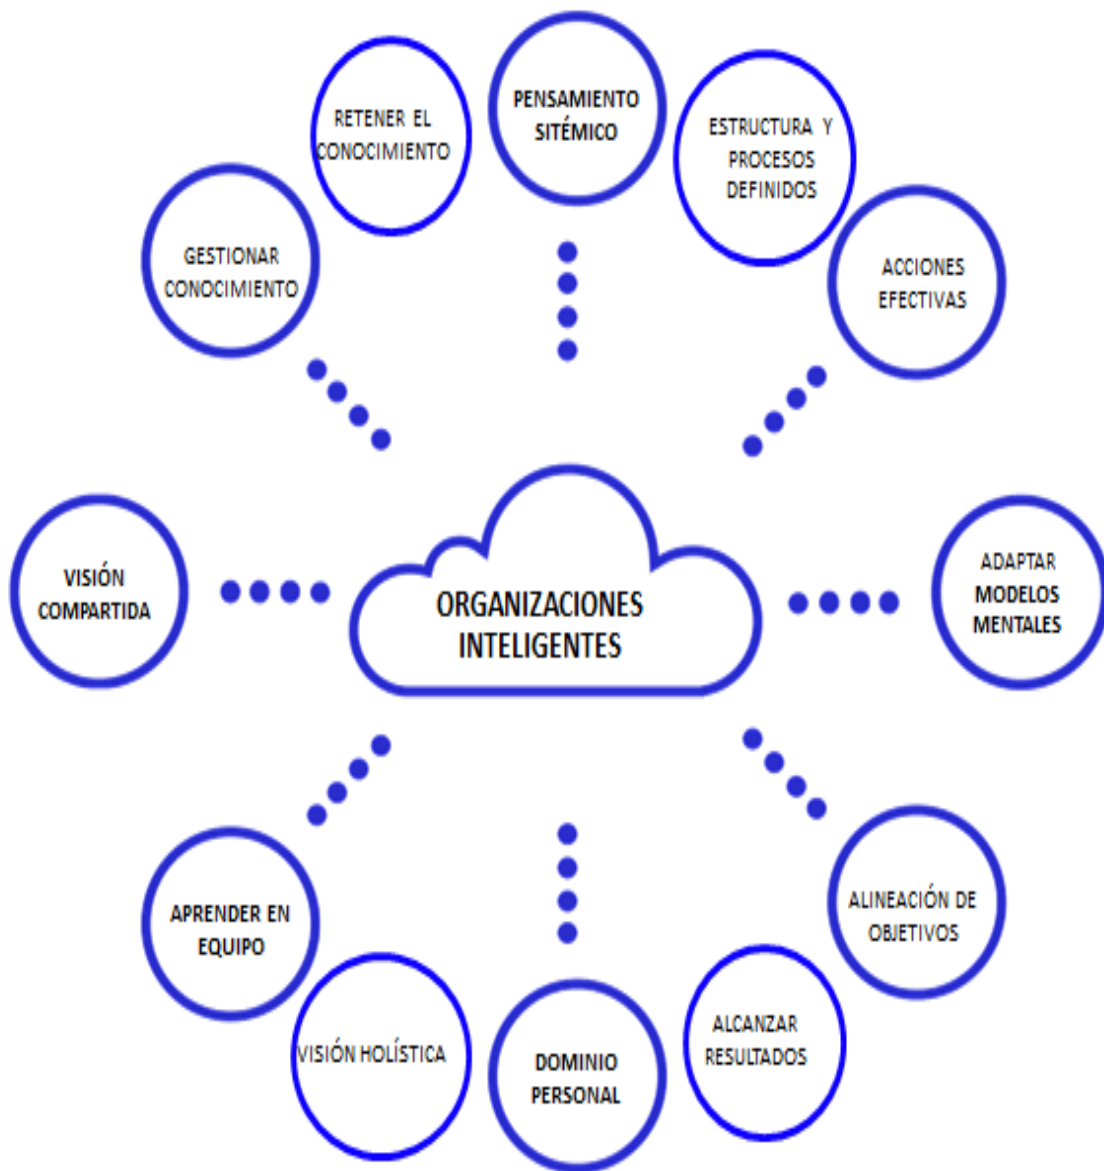 PENSAMIENTO
SITÉMICO
RETENER EL
CONOCIMIENTO
ESTRUCTURA Y
PROCESOS
DEFINIDOS
GESTIONAR
CONOCIMIENTO
ACCIONES
EFECTIVAS
VISIÓN
COMPARTIDA
ORGANIZACIONES
INTELIGENTES
ADAPTAR
MODELOS
MENTALES
APRENDER EN
EQUIPO
ALINEACIÓN DE
OBJETIVOS
VISIÓN HOLÍSTICA
DOMINIO
PERSONAL
ALCANZAR
RESULTADOS